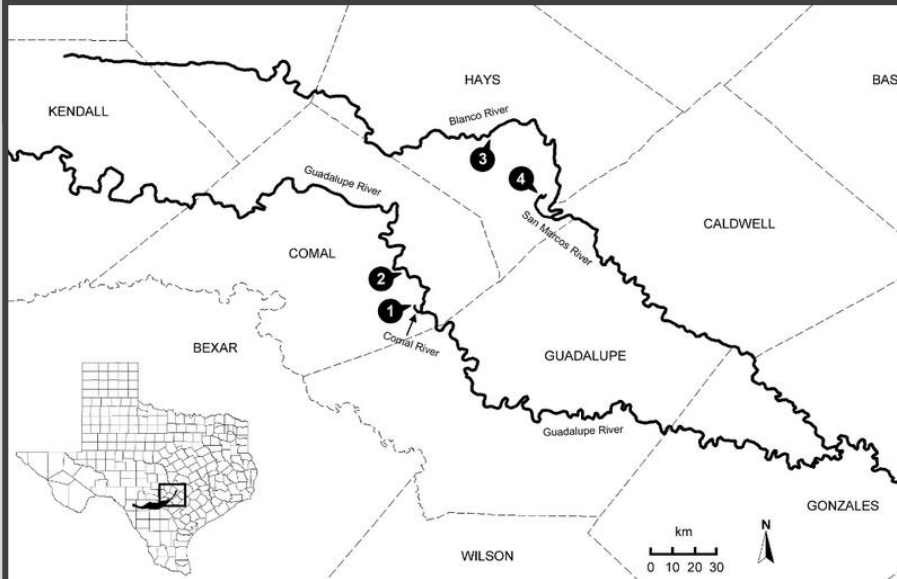 HAYS
BAS
KENDALL
Blanco River
3
4
Guadalupe River
San Marcos River
CALDWELL
COMAL
2
1
Comal River
BEXAR
GUADALUPE
Guadalupe River
GONZALES
km
N
0 10 20 30
WILSON